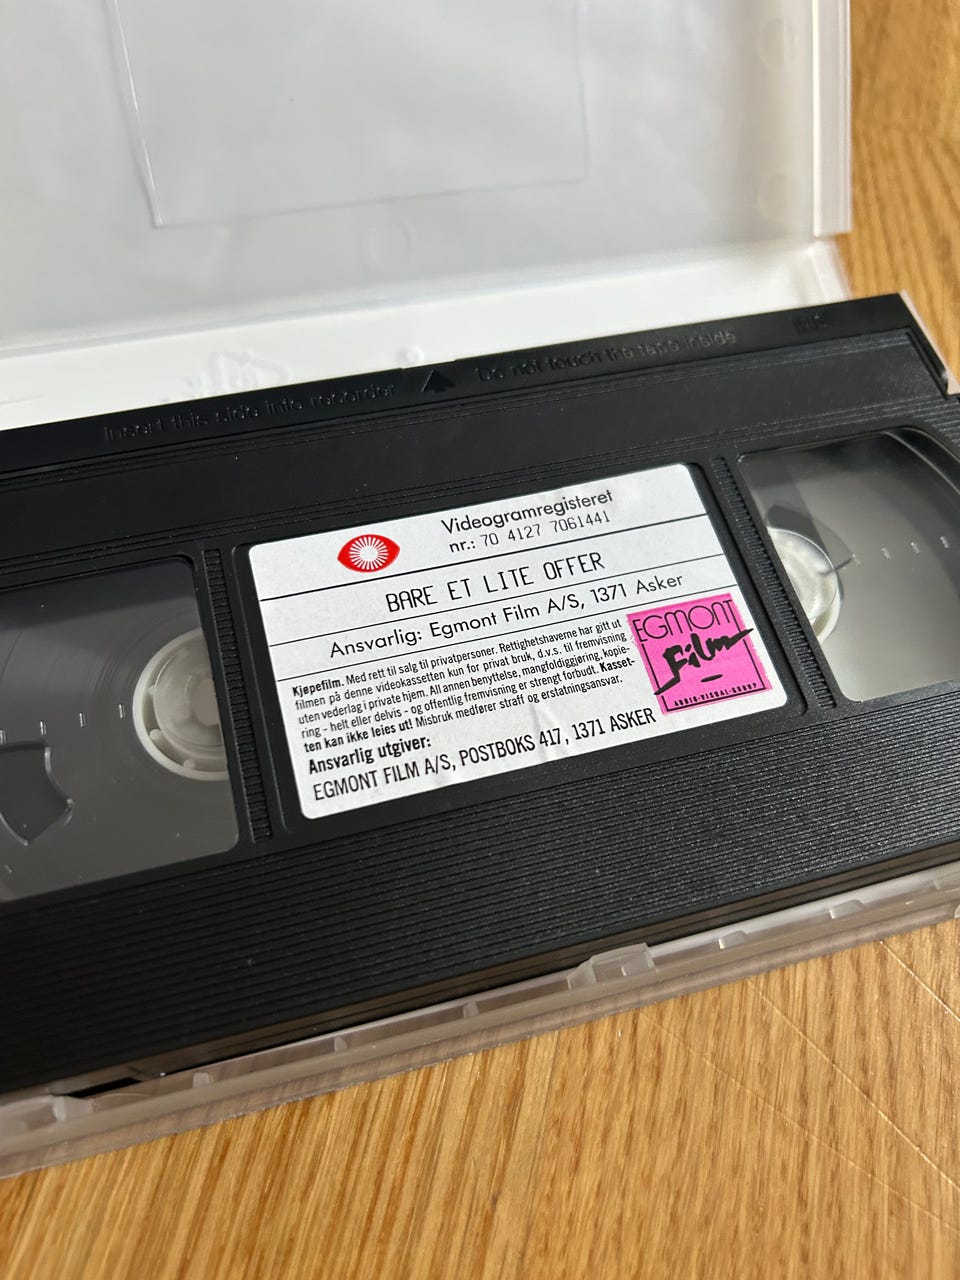 Insert this side into recorder Do not touch the tape inside
Videogramregisteret
nr.: 70 4127 7061441
BARE ET LITE OFFER
Ansvarlig: Egmont Film A/S, 1371 Asker
Kjøpefilm. Med rett til salg til privatpersoner. Rettighetshaverne har gitt ut
filmen på denne videokassetten kun for privat bruk, d.v.s. til fremvisning
uten vederlag i private hjem. All annen benyttelse, mangfoldiggjøring, kopie-
ring - helt eller delvis - og offentlig fremvisning er strengt forbudt. Kasset-
ten kan ikke leies ut! Misbruk medfører straff og erstatningsansvar.
Ansvarlig utgiver:
EGMONT FILM A/S, POSTBOKS 417, 1371 ASKER
EGMONT
Film
AUDIO·VISUAL·GROUP